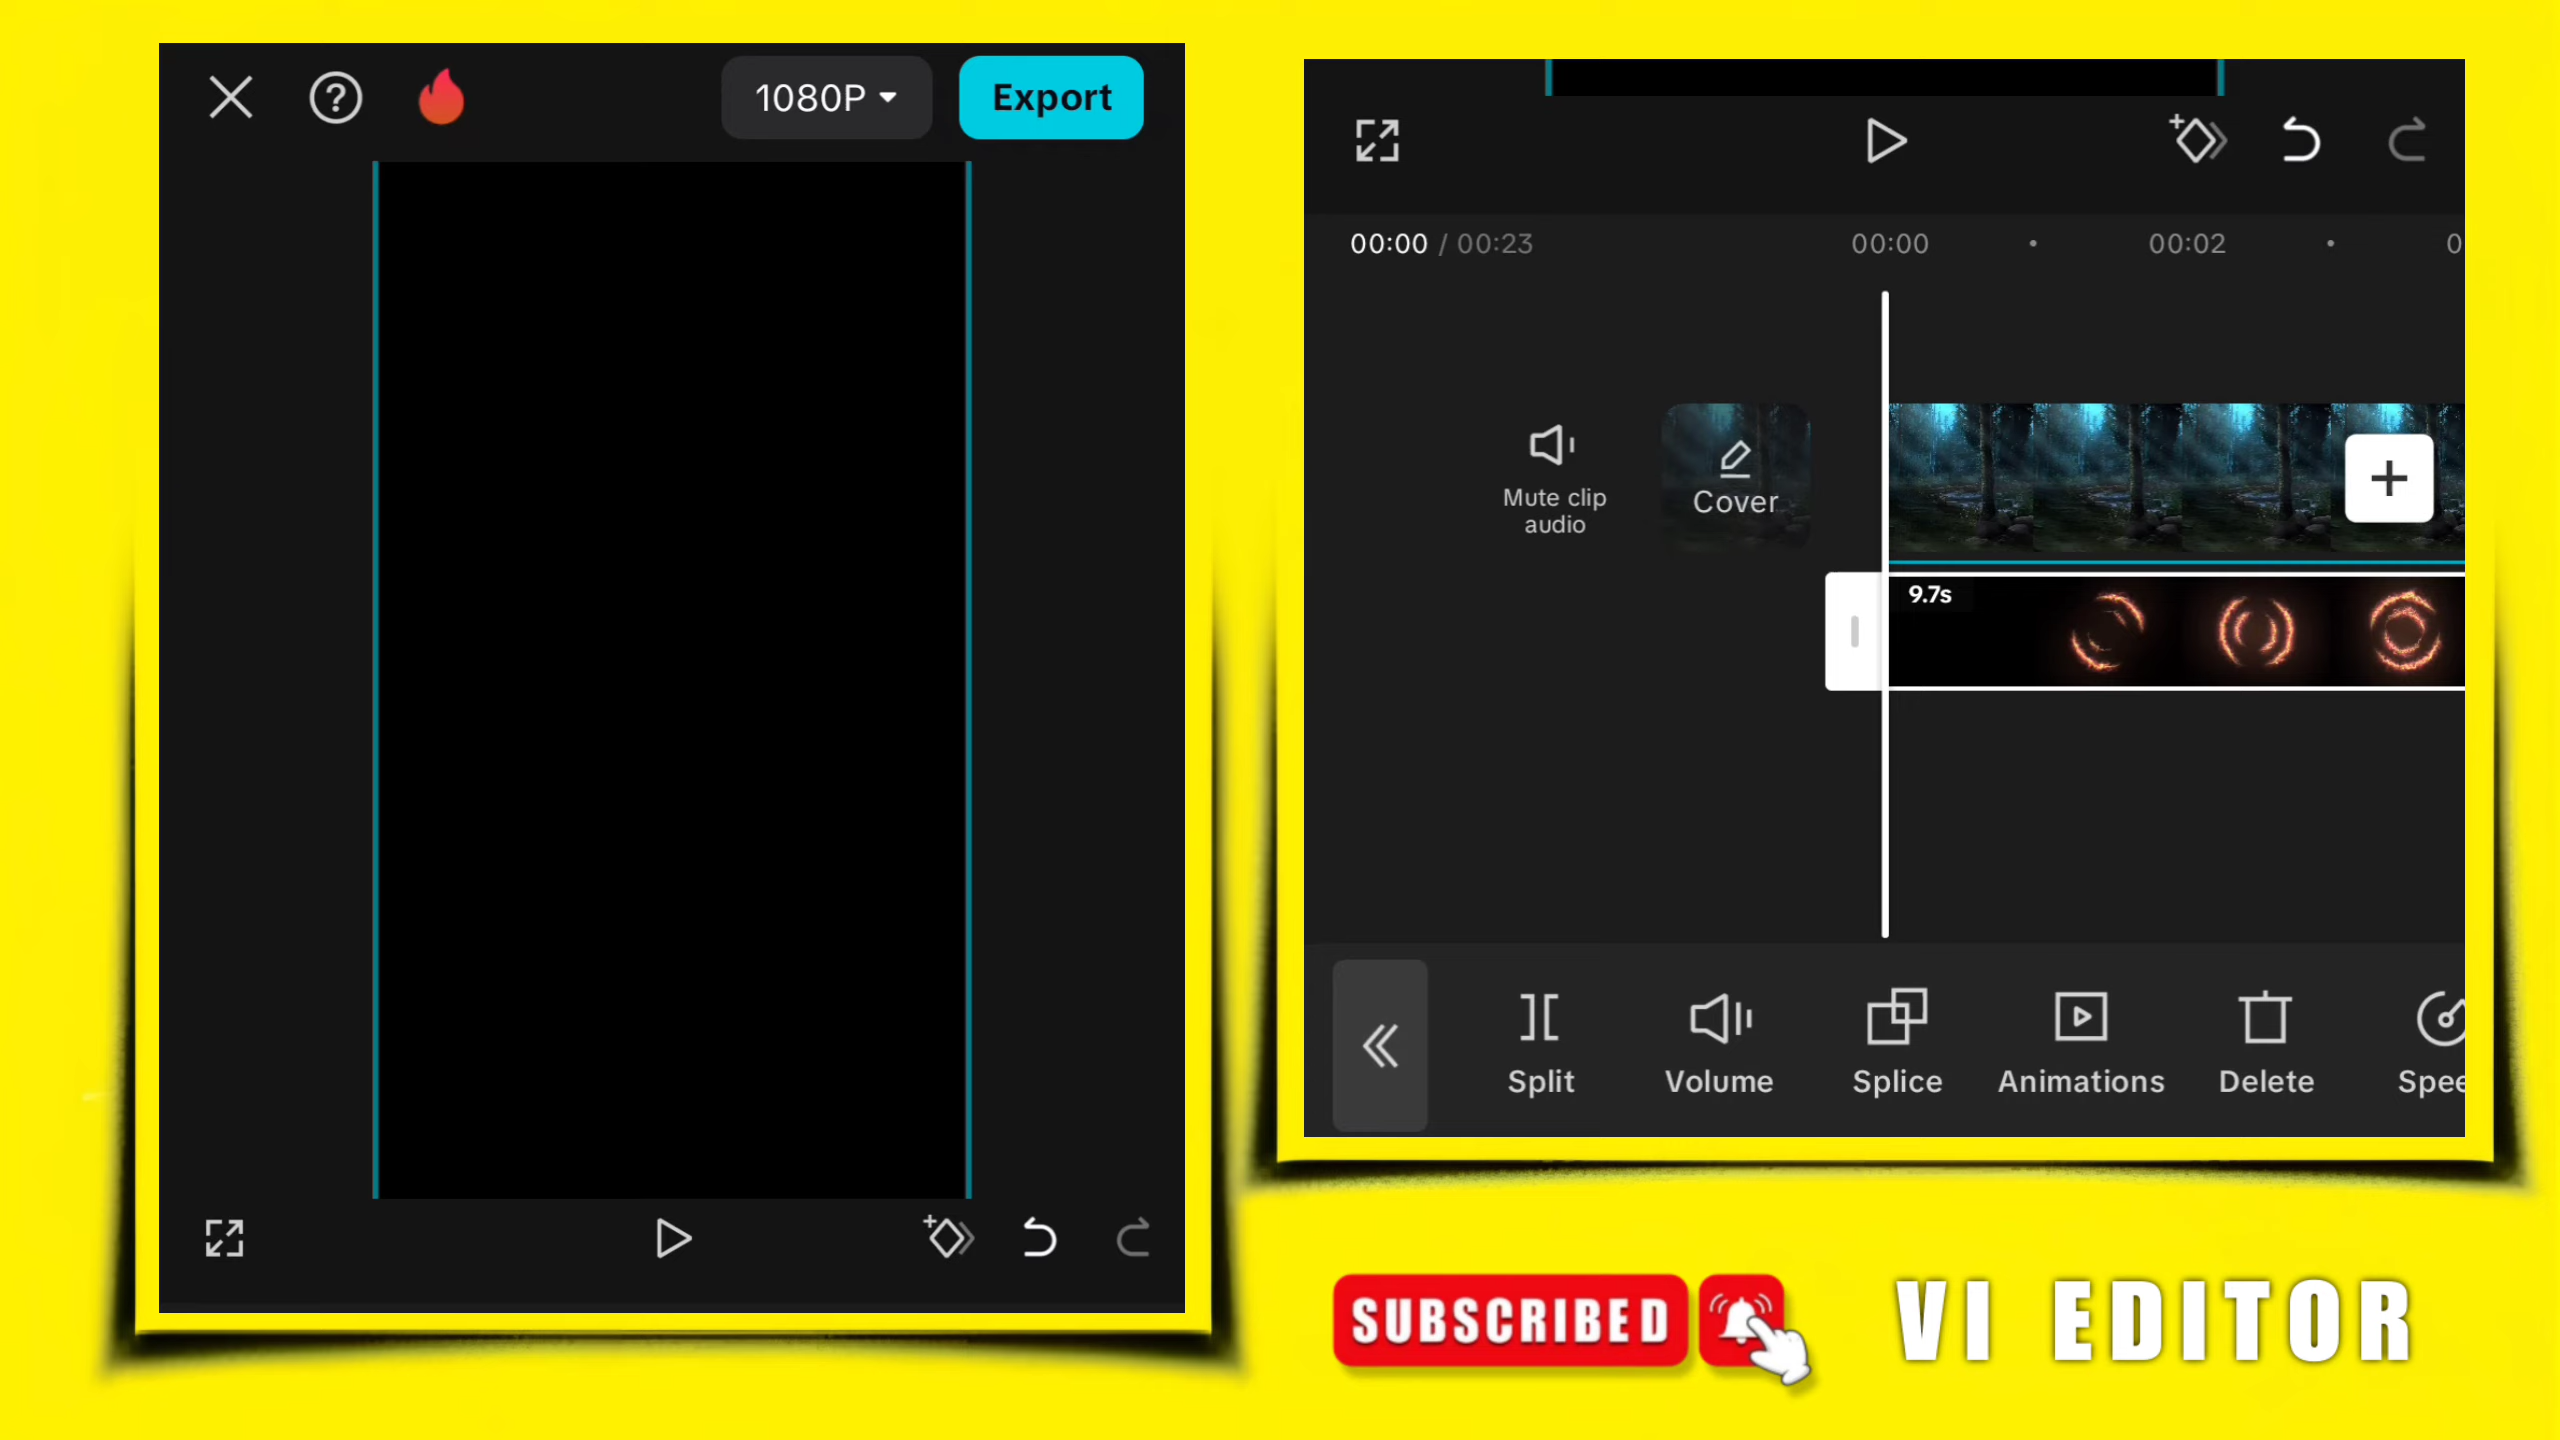 1080P
Export
00:00 / 00:23
00:00
00:02
Mute clip
audio
Cover
9.7s
Split
Volume
Splice
Animations
Delete
Spee
SUBSCRIBED
VI EDITOR